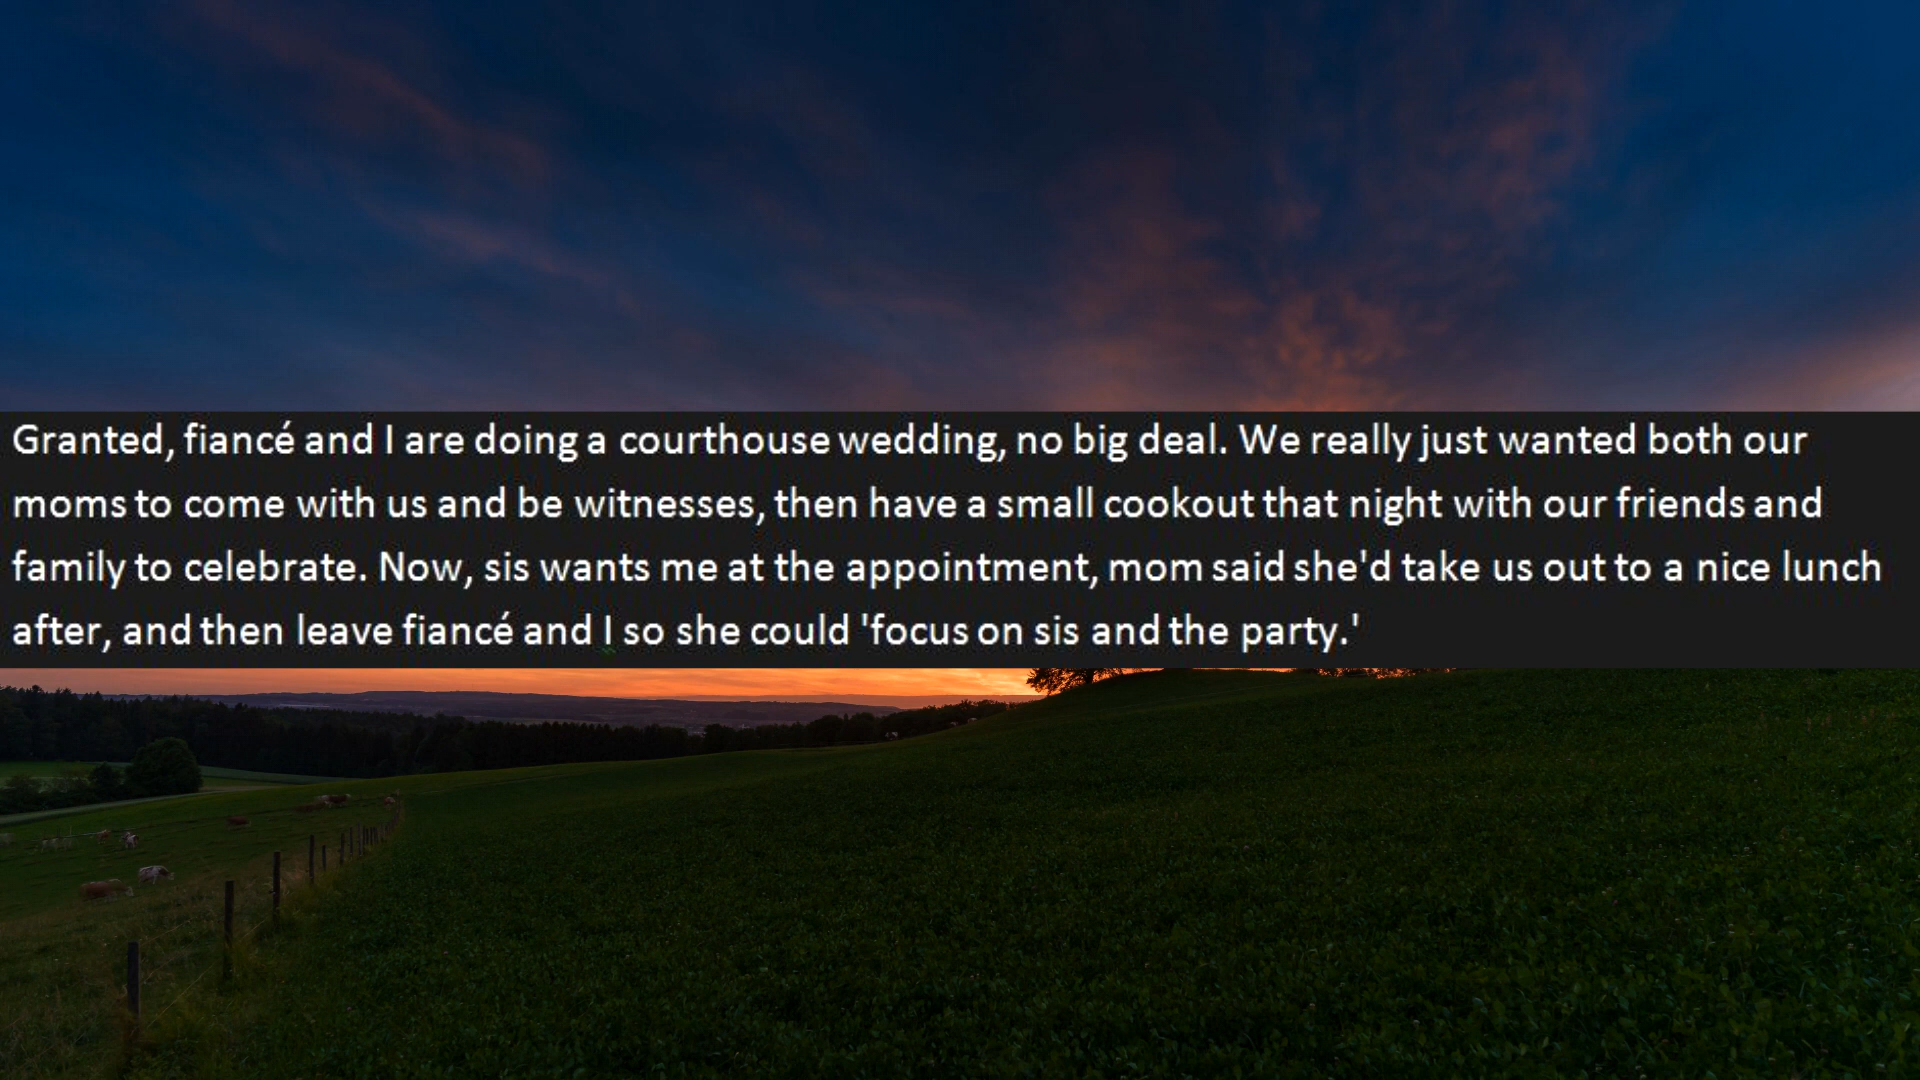 Granted, fiancé and I are doing a courthouse wedding, no big deal. We really just wanted both our
moms to come with us and be witnesses, then have a small cookout that night with our friends and
family to celebrate. Now, sis wants me at the appointment, mom said she'd take us out to a nice lunch
after, and then leave fiancé and I so she could 'focus on sis and the party.'